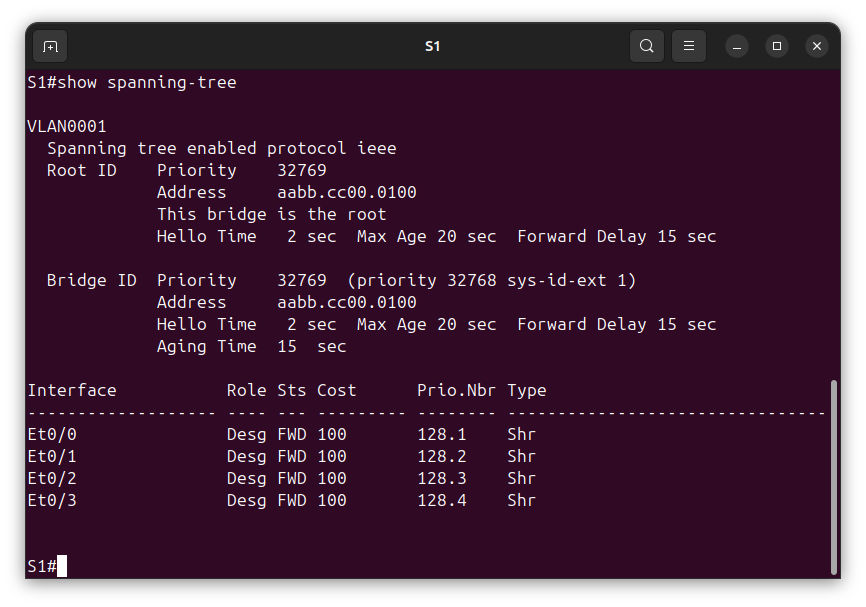 S1
S1#show spanning-tree
VLAN0001
  Spanning tree enabled protocol ieee
  Root ID    Priority    32769
             Address     aabb.cc00.0100
             This bridge is the root
             Hello Time   2 sec  Max Age 20 sec  Forward Delay 15 sec
  Bridge ID  Priority    32769  (priority 32768 sys-id-ext 1)
             Address     aabb.cc00.0100
             Hello Time   2 sec  Max Age 20 sec  Forward Delay 15 sec
             Aging Time  15  sec
Interface           Role Sts Cost      Prio.Nbr Type
------------------- ---- --- --------- -------- --------------------------------
Et0/0               Desg FWD 100       128.1    Shr
Et0/1               Desg FWD 100       128.2    Shr
Et0/2               Desg FWD 100       128.3    Shr
Et0/3               Desg FWD 100       128.4    Shr
S1#